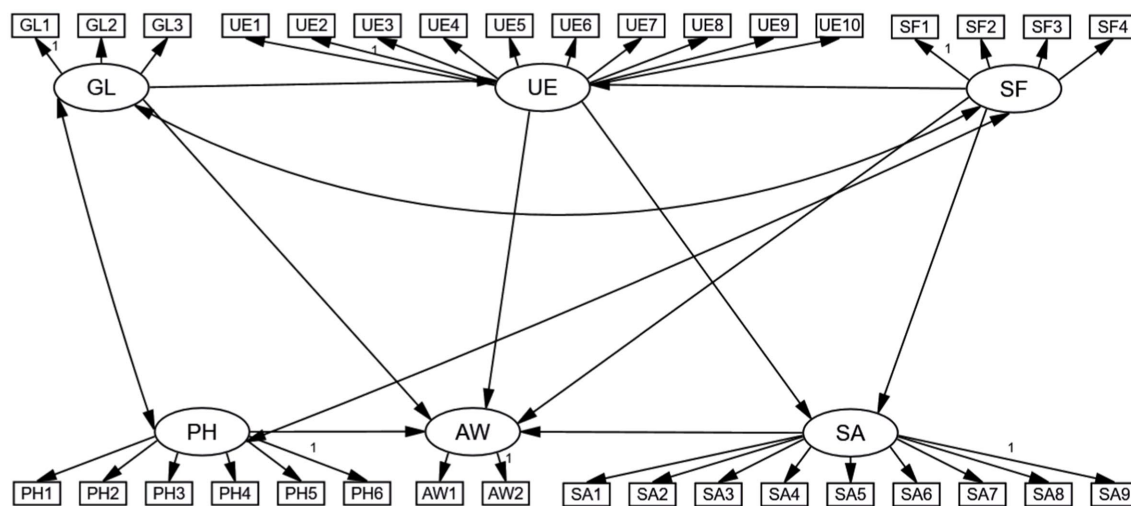 GL1 GL2 GL3 UE1 UE2 UE3 UE4 UE5 UE6 UE7 UE8 UE9 UE10 SF1 SF2 SF3 SF4
1 1 1
GL UE SF
PH AW SA
1 1 1
PH1 PH2 PH3 PH4 PH5 PH6 AW1 AW2 SA1 SA2 SA3 SA4 SA5 SA6 SA7 SA8 SA9